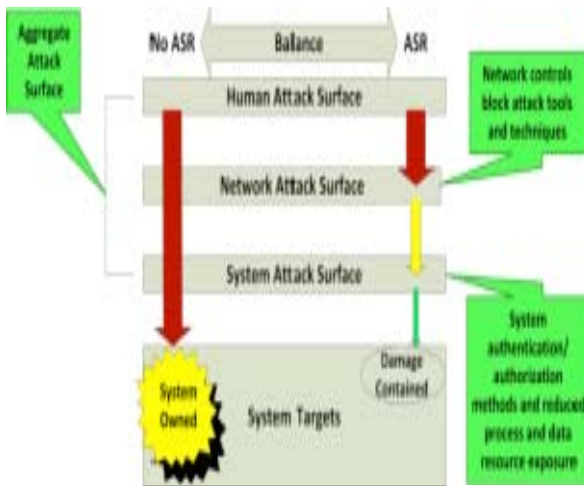 Aggregate
Attack
Surface
No ASR
Ballance
ASR
Human Attack Surface
Network controls
block attack tools
and techniques
Network Attack Surface
System Attack Surface
System
authentication/
authorization
methods and reduced
process and data
resource exposure
Damage
Contained
System
Owned
System Targets